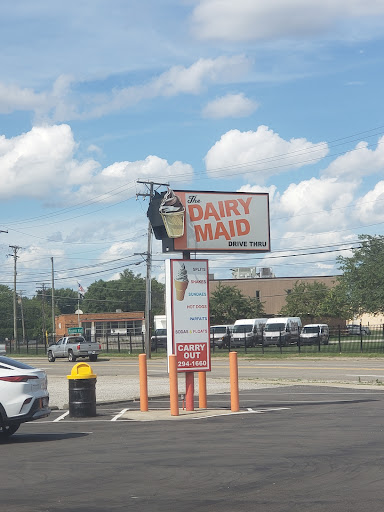 The
DAIRY
MAID
DRIVE THRU
SPLITS
SHAKES
SUNDAES
HOT DOGS
PARFAITS
SODAS & FLOATS
CARRY
OUT
294-1660